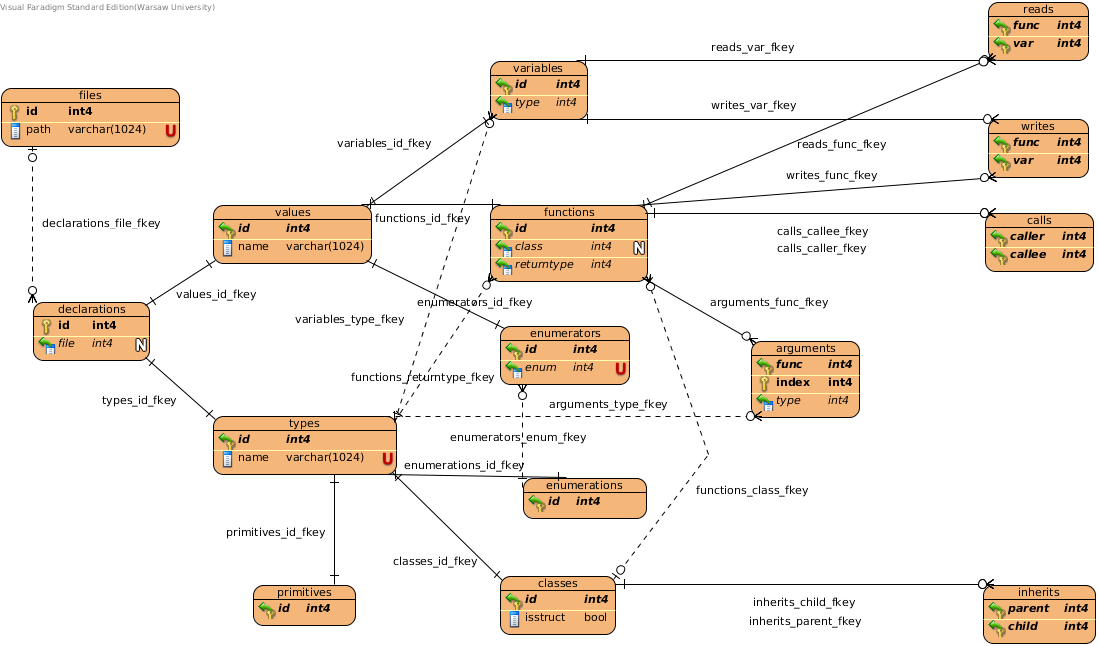 Visual Paradigm Standard Edition(Warsaw University)
reads
func int4
var int4
reads_var_fkey
variables
id int4
type int4
files
id int4
path varchar(1024) U
writes_var_fkey
writes
func int4
var int4
variables_id_fkey
reads_func_fkey
writes_func_fkey
values
id int4
name varchar(1024)
functions_id_fkey
functions
id int4
class int4 N
returntype int4
calls
caller int4
callee int4
calls_callee_fkey
calls_caller_fkey
declarations_file_fkey
values_id_fkey
declarations
id int4
file int4 N
enumerators_id_fkey
variables_type_fkey
arguments_func_fkey
enumerators
id int4
enum int4 U
arguments
func int4
index int4
type int4
functions_returntype_fkey
types_id_fkey
arguments_type_fkey
types
id int4
name varchar(1024) U
enumerators_enum_fkey
enumerations_id_fkey
enumerations
id int4
functions_class_fkey
primitives_id_fkey
classes_id_fkey
primitives
id int4
classes
id int4
isstruct bool
inherits_child_fkey
inherits_parent_fkey
inherits
parent int4
child int4